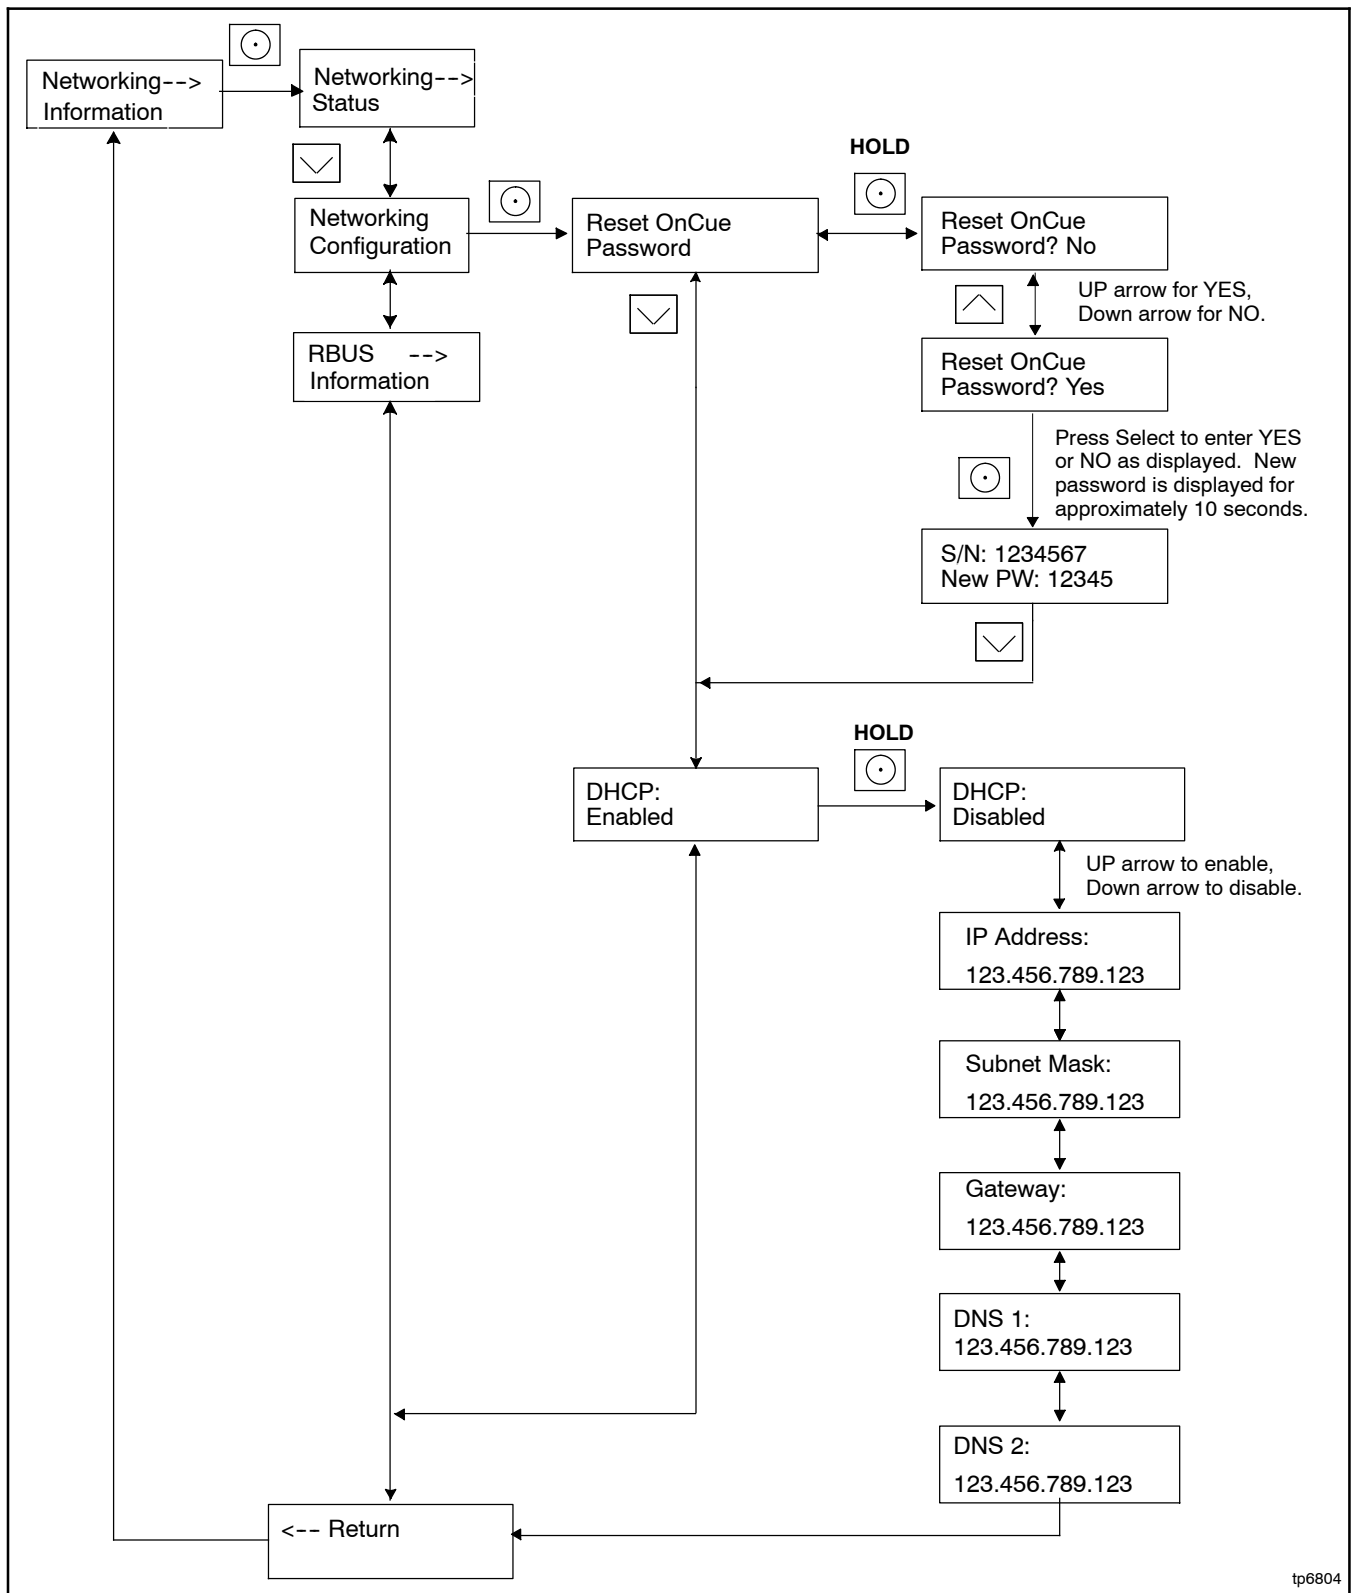 Networking-->
Information
Networking-->
Status
Networking
Configuration
RBUS -->
Information
Reset OnCue
Password
HOLD
Reset OnCue
Password? No
UP arrow for YES,
Down arrow for NO.
Reset OnCue
Password? Yes
Press Select to enter YES
or NO as displayed. New
password is displayed for
approximately 10 seconds.
S/N: 1234567
New PW: 12345
DHCP:
Enabled
HOLD
DHCP:
Disabled
UP arrow to enable,
Down arrow to disable.
IP Address:
123.456.789.123
Subnet Mask:
123.456.789.123
Gateway:
123.456.789.123
DNS 1:
123.456.789.123
DNS 2:
123.456.789.123
<-- Return
tp6804